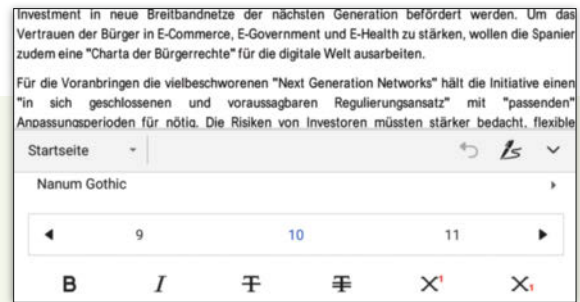 Investment in neue Breitbandnetze der nächsten Generation befördert werden. Um das
Vertrauen der Bürger in E-Commerce, E-Government und E-Health zu stärken, wollen die Spanier
zudem eine "Charta der Bürgerrechte" für die digitale Welt ausarbeiten.
Für die Voranbringen die vielbeschworenen "Next Generation Networks" hält die Initiative einen
"in sich geschlossenen und voraussagbaren Regulierungsansatz" mit "passenden"
Anpassungsperioden für nötig. Die Risiken von Investoren müssten stärker bedacht, flexible
Startseite
Nanum Gothic
9 10 11
B I T T X¹ X₁